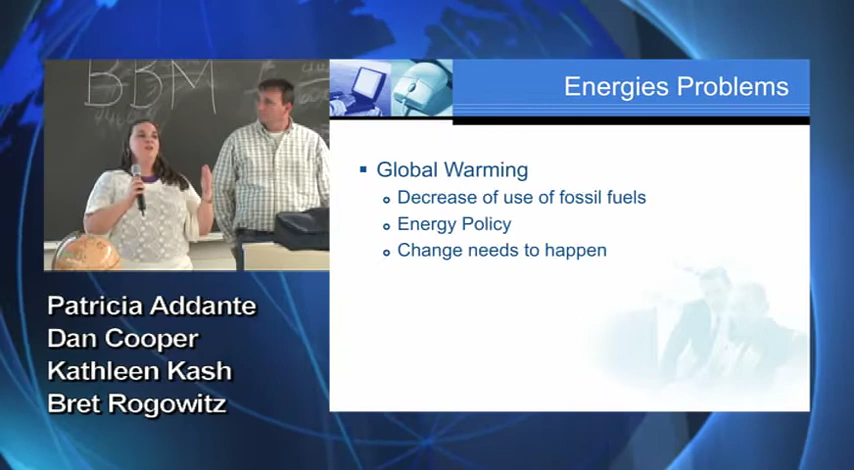 BBM
Energies Problems
Global Warming
Decrease of use of fossil fuels
Energy Policy
Change needs to happen
Patricia Addante
Dan Cooper
Kathleen Kash
Bret Rogowitz